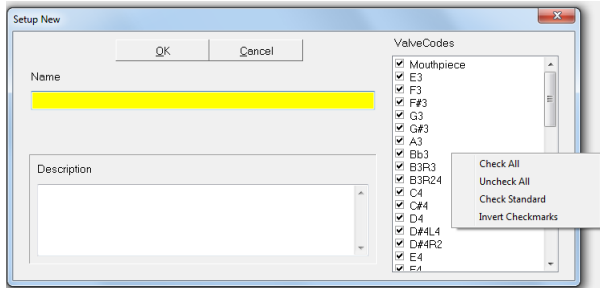 Setup New
OK
Cancel
Name
Description
ValveCodes
Mouthpiece
E3
F3
F#3
G3
G#3
A3
Bb3
B3R3
B3R24
C4
C#4
D4
D#4L4
D#4R2
E4
F4
Check All
Uncheck All
Check Standard
Invert Checkmarks